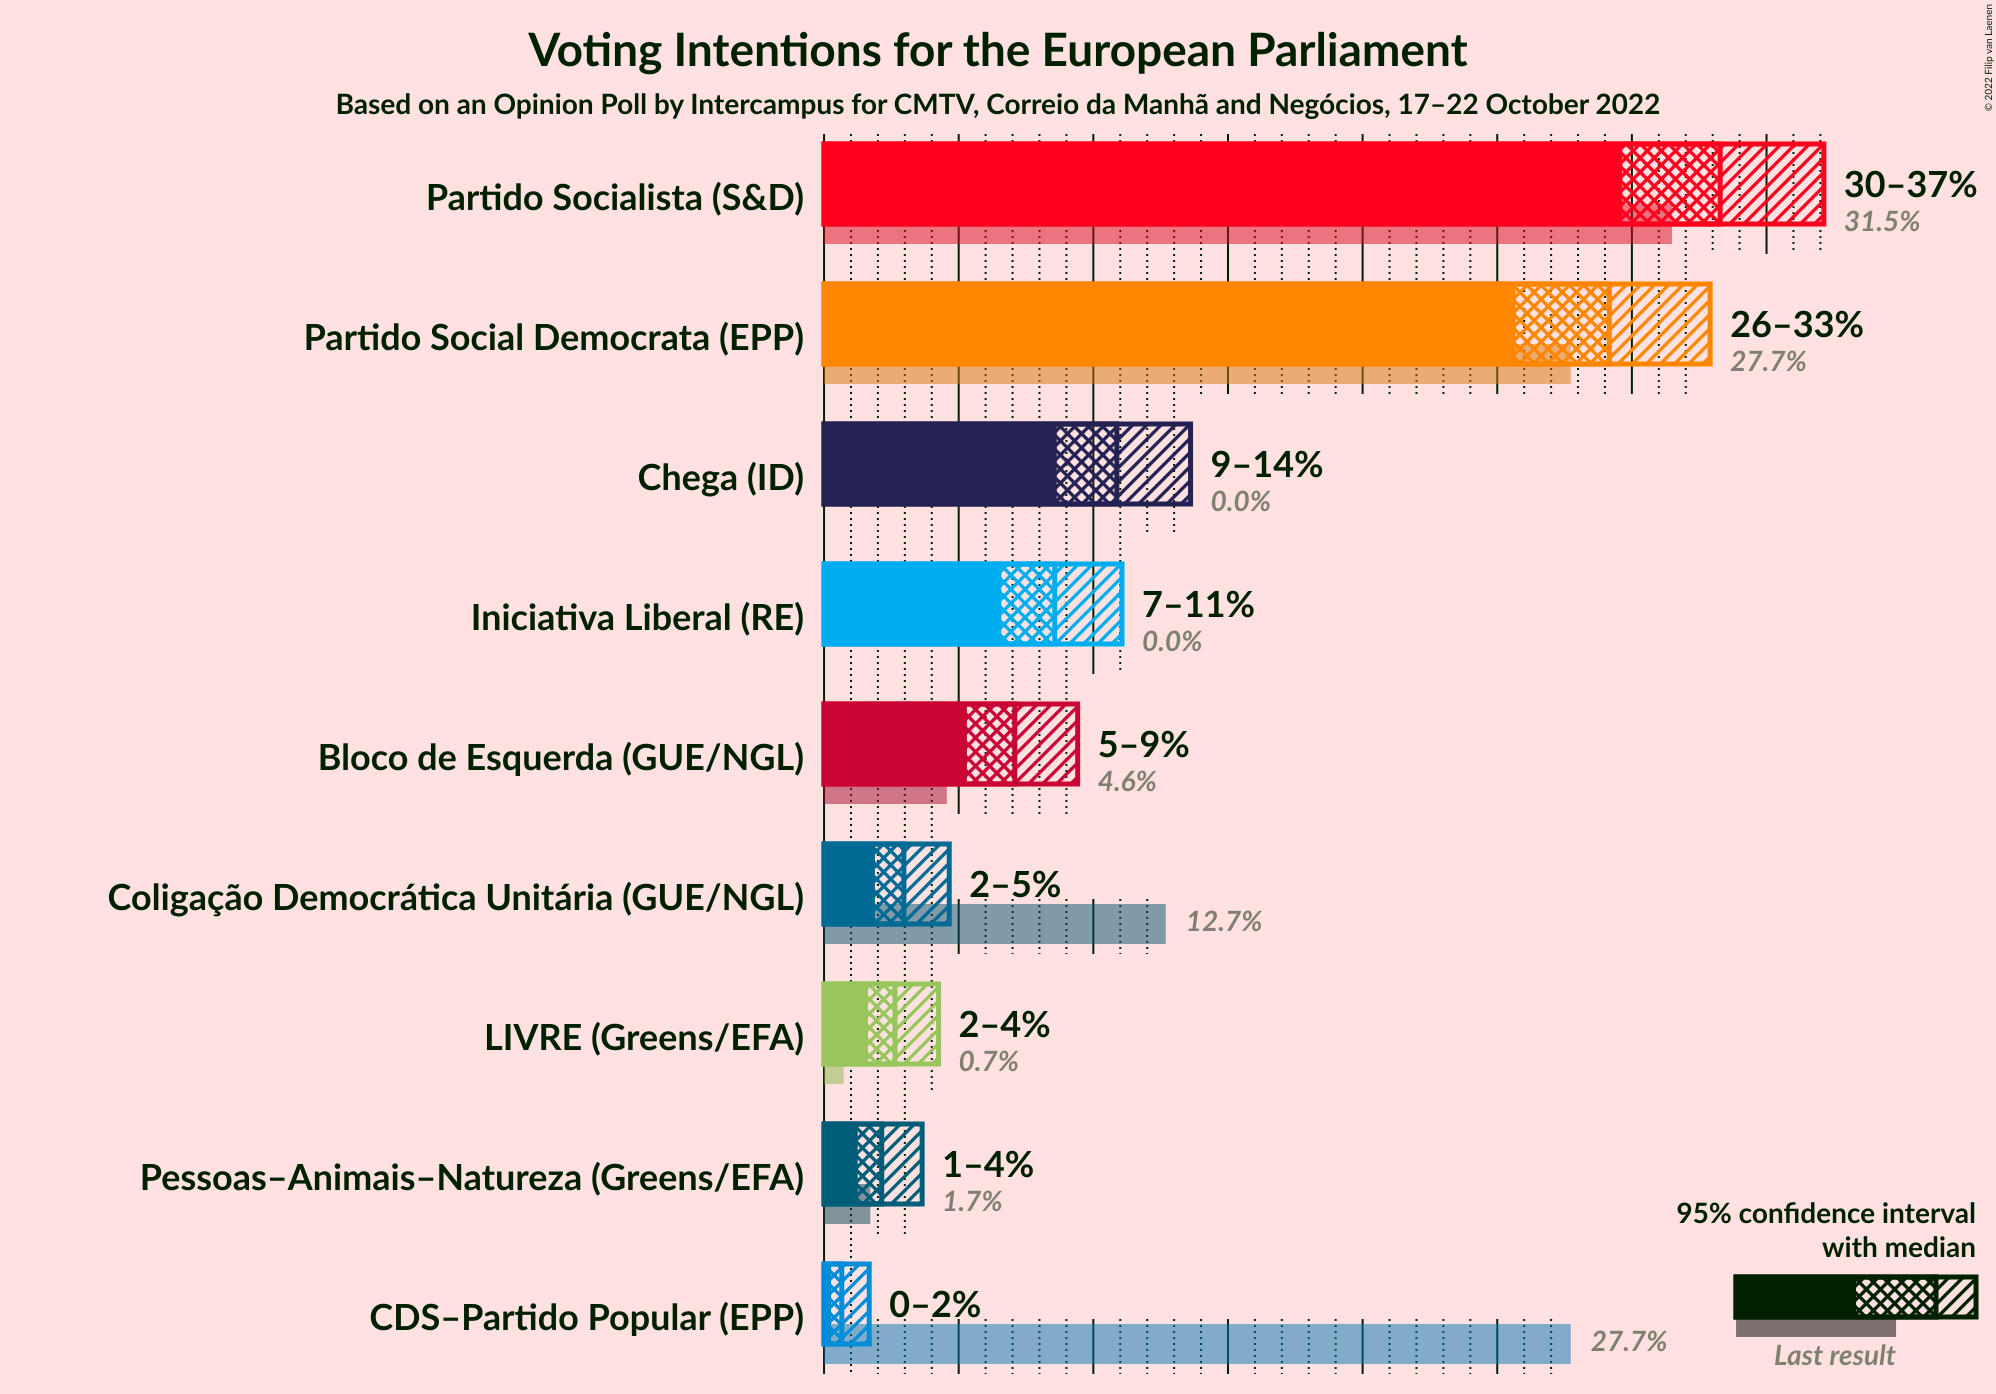 Voting Intentions for the European Parliament
Based on an Opinion Poll by Intercampus for CMTV, Correio da Manhã and Negócios, 17–22 October 2022
© 2022 Filip van Laenen
Partido Socialista (S&D)
30–37%
31.5%
Partido Social Democrata (EPP)
26–33%
27.7%
Chega (ID)
9–14%
0.0%
Iniciativa Liberal (RE)
7–11%
0.0%
Bloco de Esquerda (GUE/NGL)
5–9%
4.6%
Coligação Democrática Unitária (GUE/NGL)
2–5%
12.7%
LIVRE (Greens/EFA)
2–4%
0.7%
Pessoas–Animais–Natureza (Greens/EFA)
1–4%
1.7%
CDS–Partido Popular (EPP)
0–2%
27.7%
95% confidence interval
with median
Last result